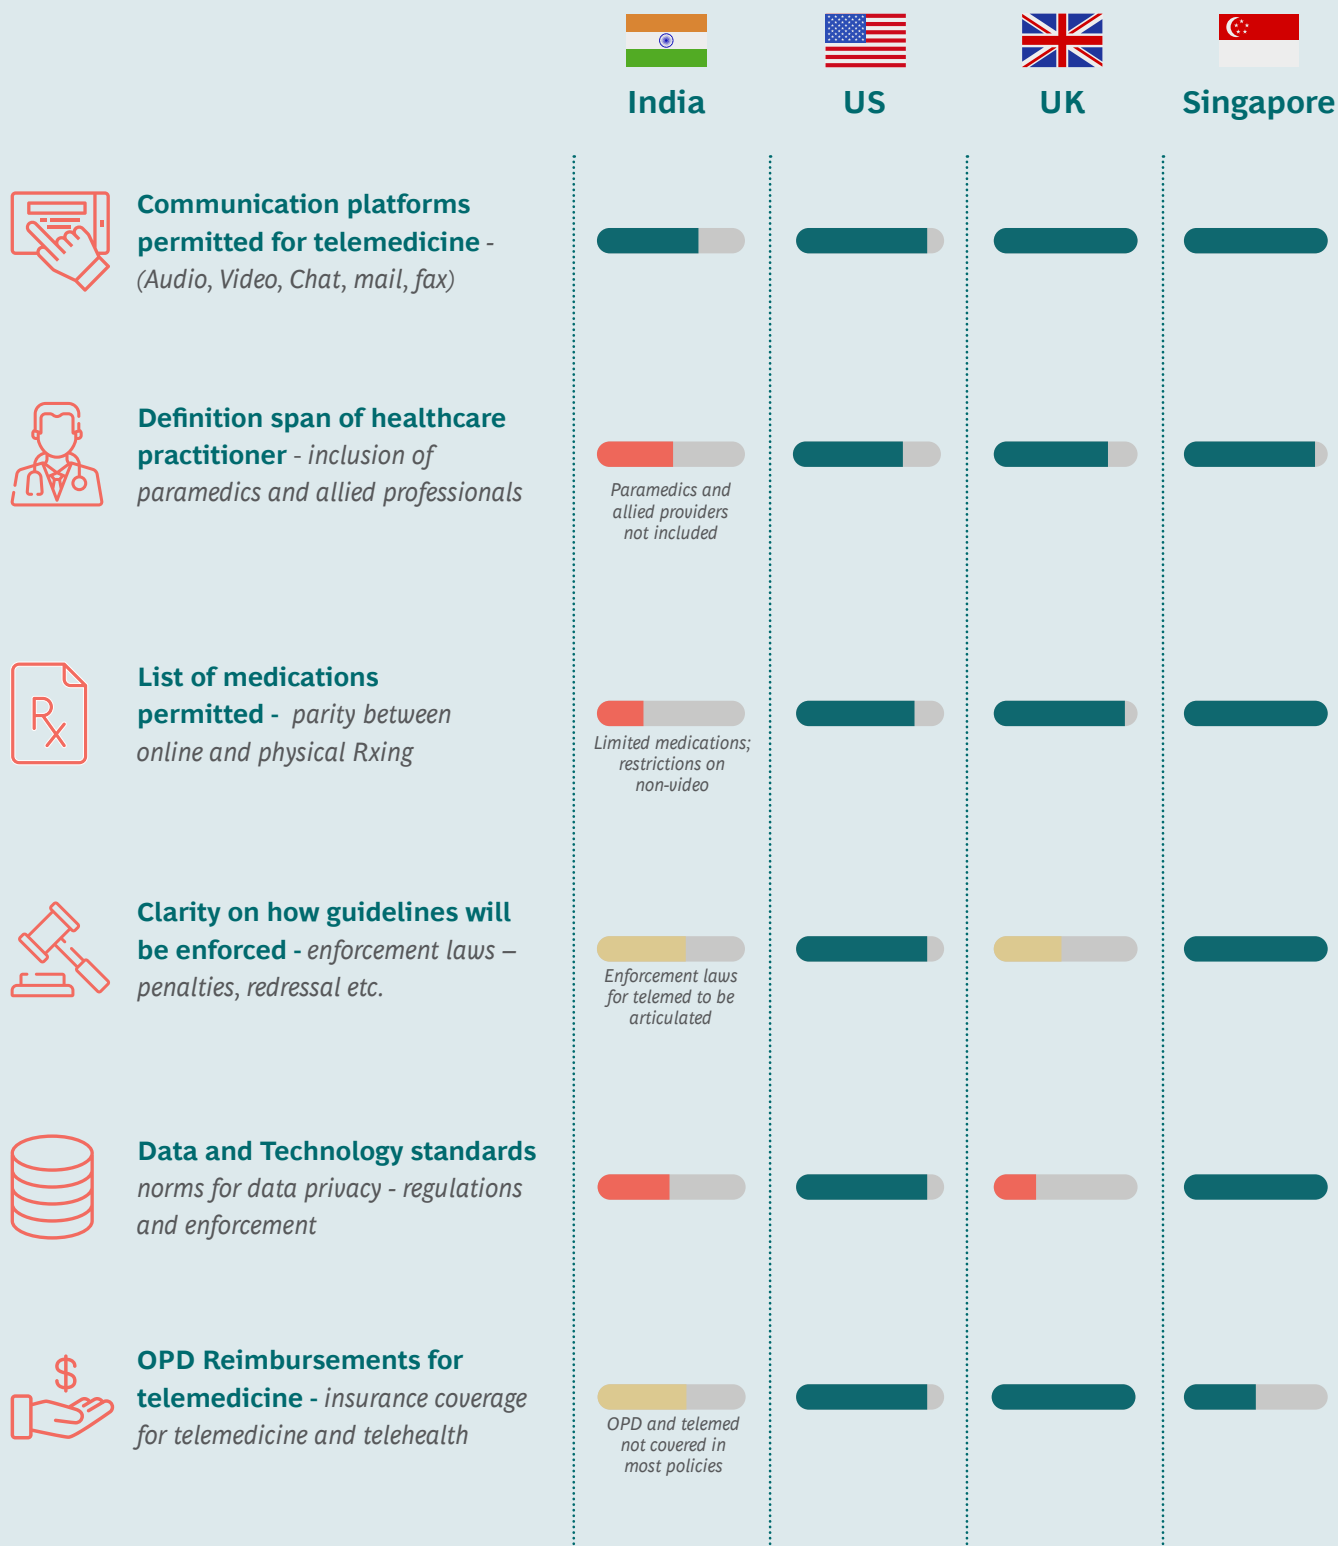 India
US
UK
Singapore
Communication platforms
permitted for telemedicine -
(Audio, Video, Chat, mail, fax)
Definition span of healthcare
practitioner - inclusion of
paramedics and allied professionals
Paramedics and
allied providers
not included
Rx
List of medications
permitted - parity between
online and physical Rxing
Limited medications;
restrictions on
non-video
Clarity on how guidelines will
be enforced - enforcement laws –
penalties, redressal etc.
Enforcement laws
for telemed to be
articulated
Data and Technology standards
norms for data privacy - regulations
and enforcement
$
OPD Reimbursements for
telemedicine - insurance coverage
for telemedicine and telehealth
OPD and telemed
not covered in
most policies